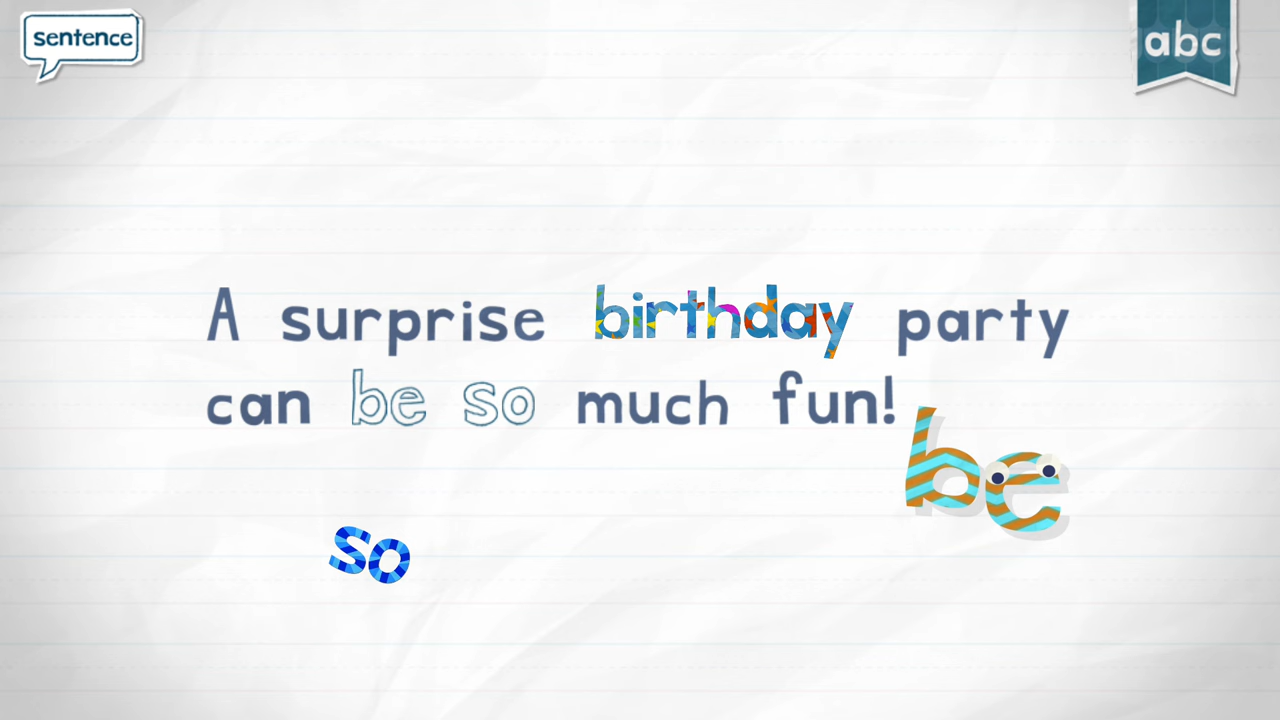 sentence
abc
A surprise birthday party
can be so much fun!
be
so